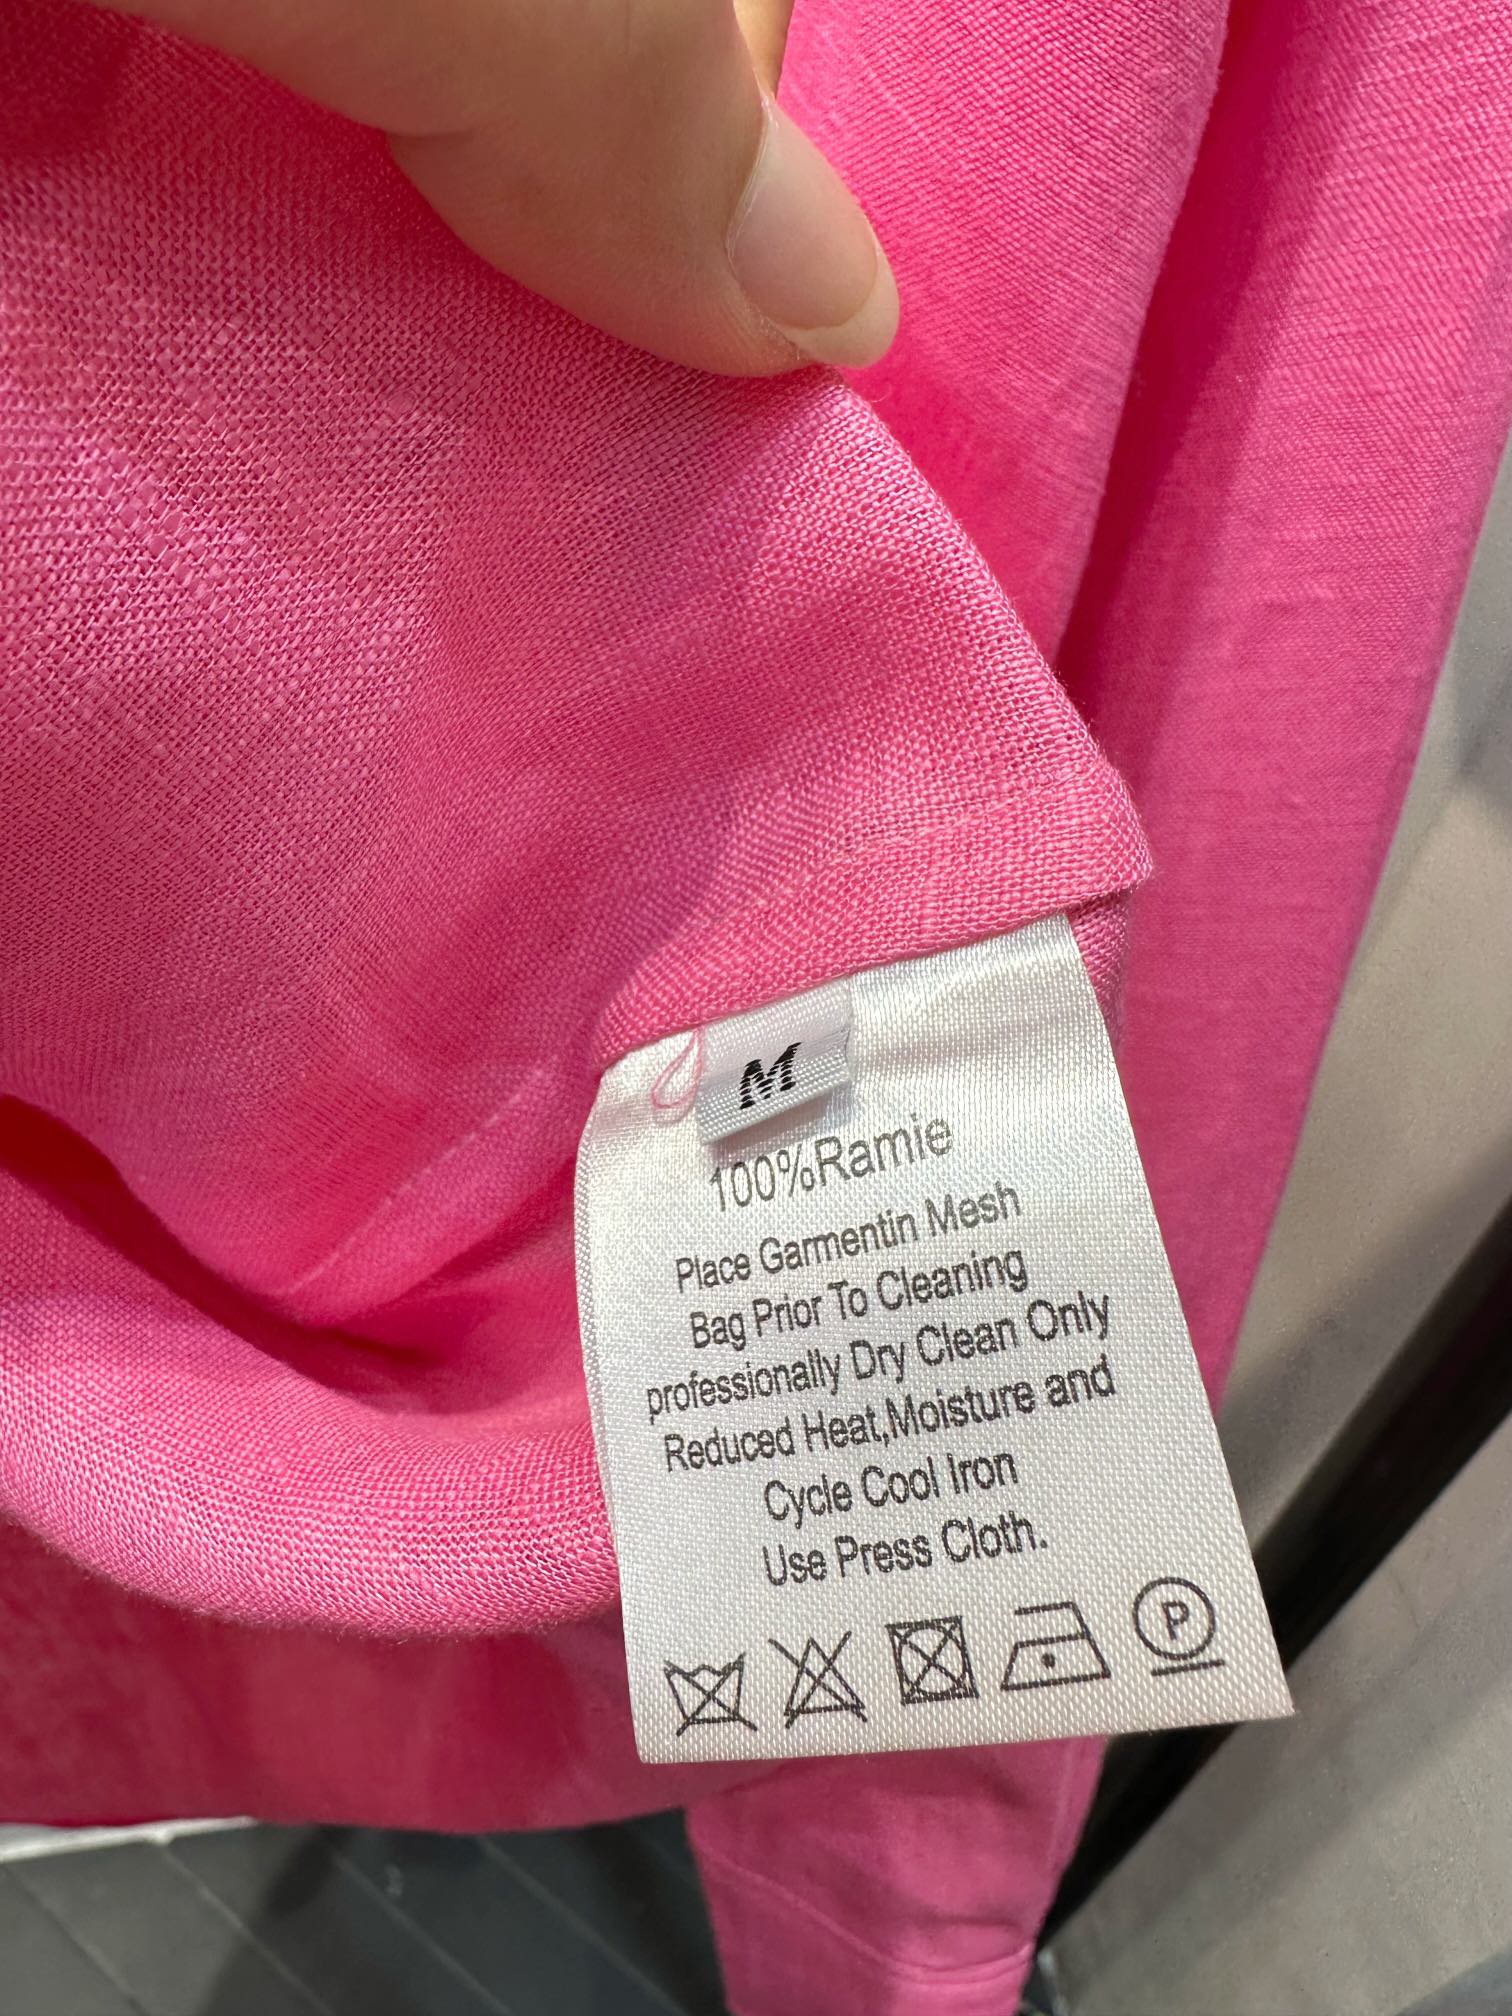 M
100%Ramie
Place Garmentin Mesh
Bag Prior To Cleaning
professionally Dry Clean Only
Reduced Heat,Moisture and
Cycle Cool Iron
Use Press Cloth.
P